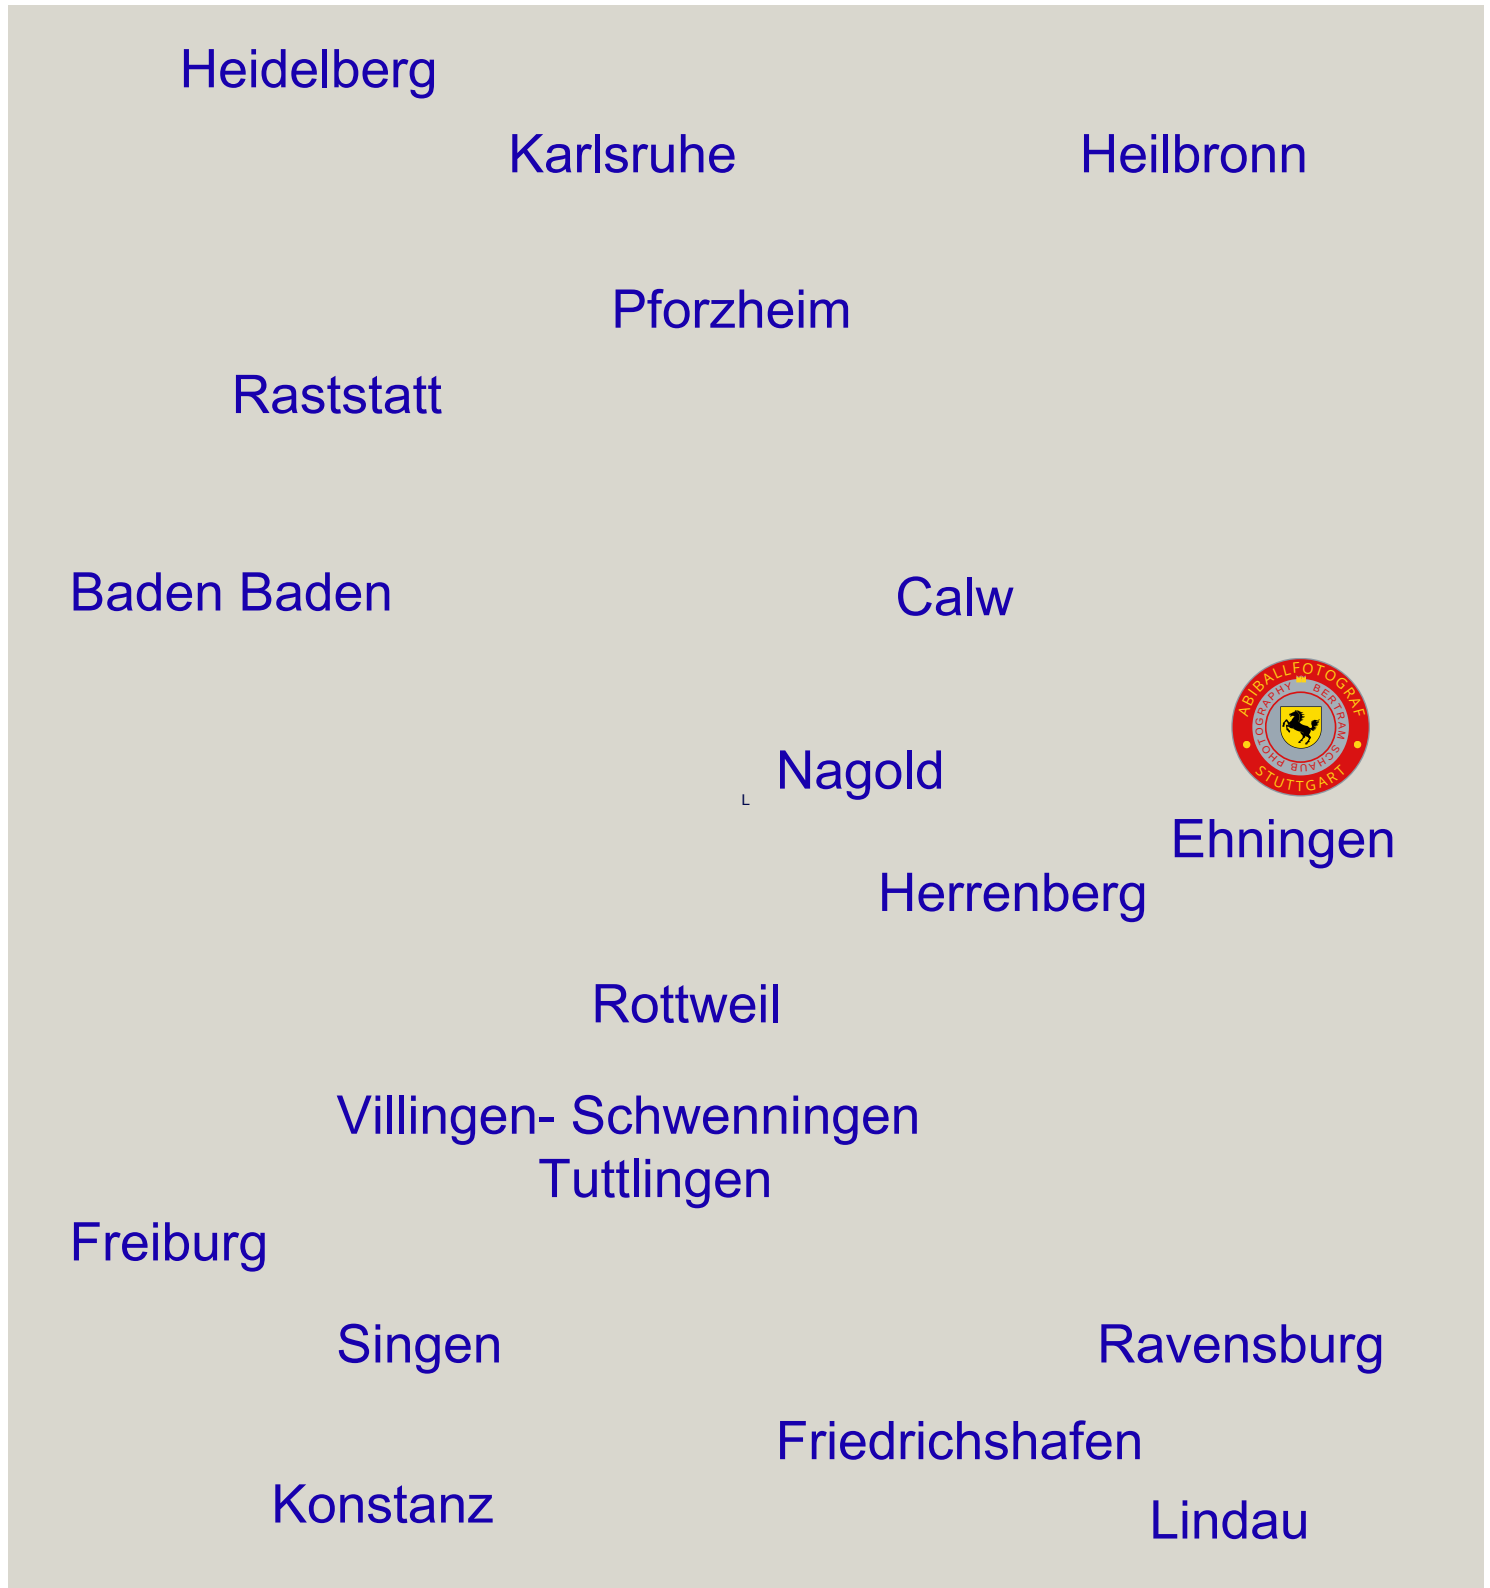 Heidelberg
Karlsruhe
Heilbronn
Pforzheim
Raststatt
Baden Baden
Calw
ABIBALLFOTOGRAF
STUTTGART
PHOTOGRAPHY BERTRAM SCHAUB
Nagold
L
Ehningen
Herrenberg
Rottweil
Villingen- Schwenningen
Tuttlingen
Freiburg
Singen
Ravensburg
Friedrichshafen
Konstanz
Lindau